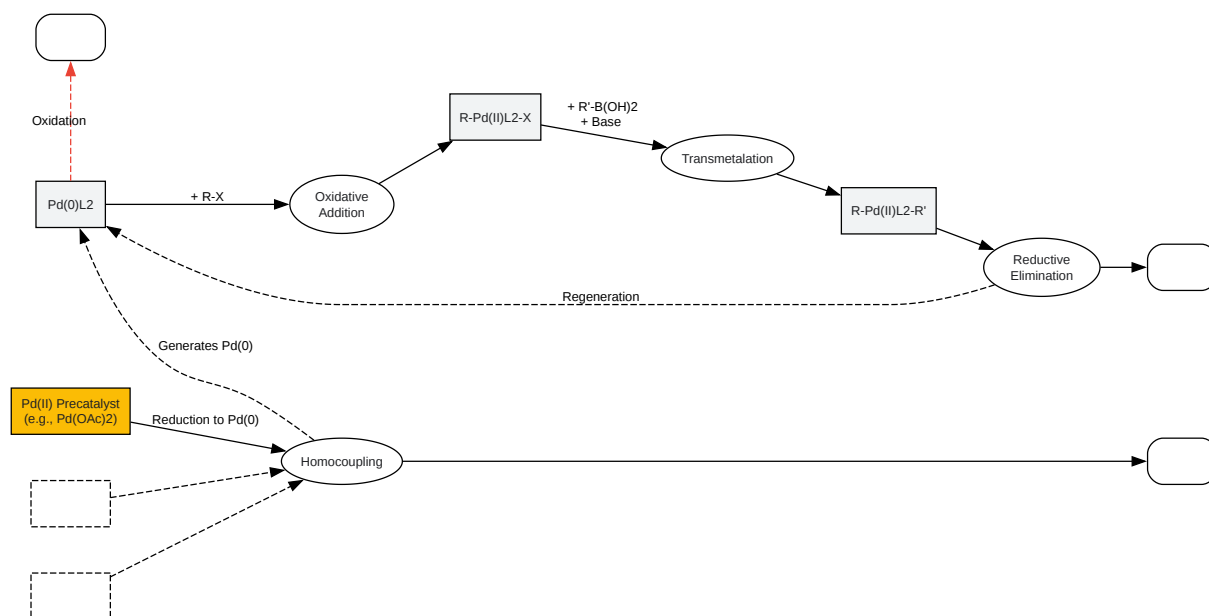 Oxidation
Pd(0)L2
+ R-X
Oxidative
Addition
R-Pd(II)L2-X
+ R'-B(OH)2
+ Base
Transmetalation
R-Pd(II)L2-R'
Reductive
Elimination
Regeneration
Generates Pd(0)
Pd(II) Precatalyst
(e.g., Pd(OAc)2)
Reduction to Pd(0)
Homocoupling